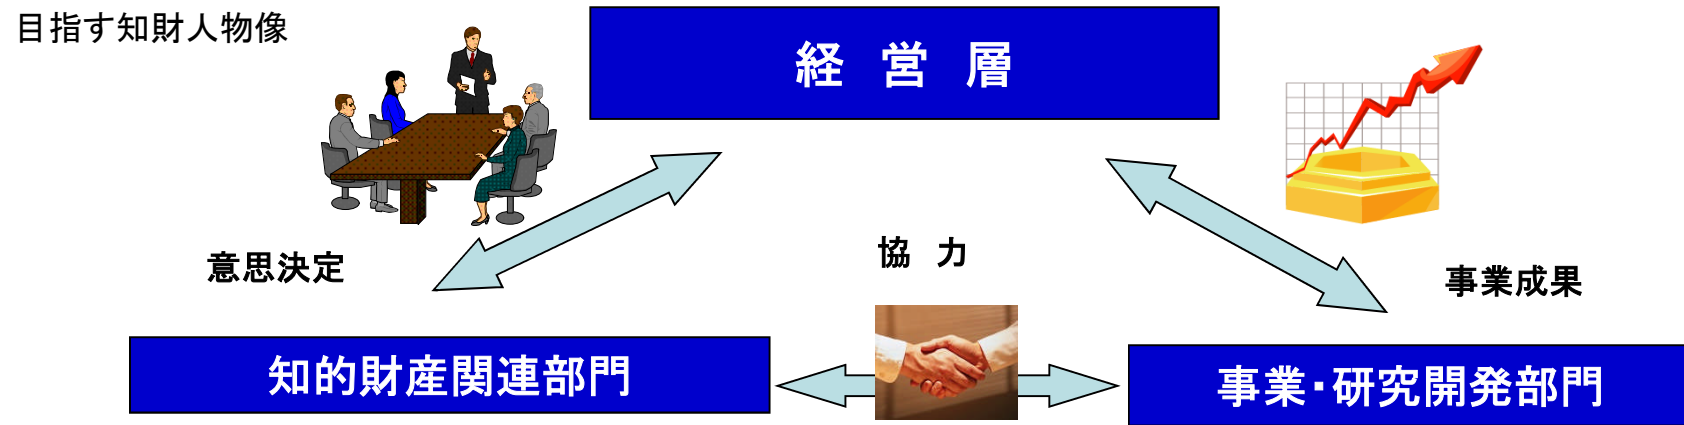 目指す知財人物像
経　営　層
協　力
意思決定
事業成果
知的財産関連部門
事業・研究開発部門